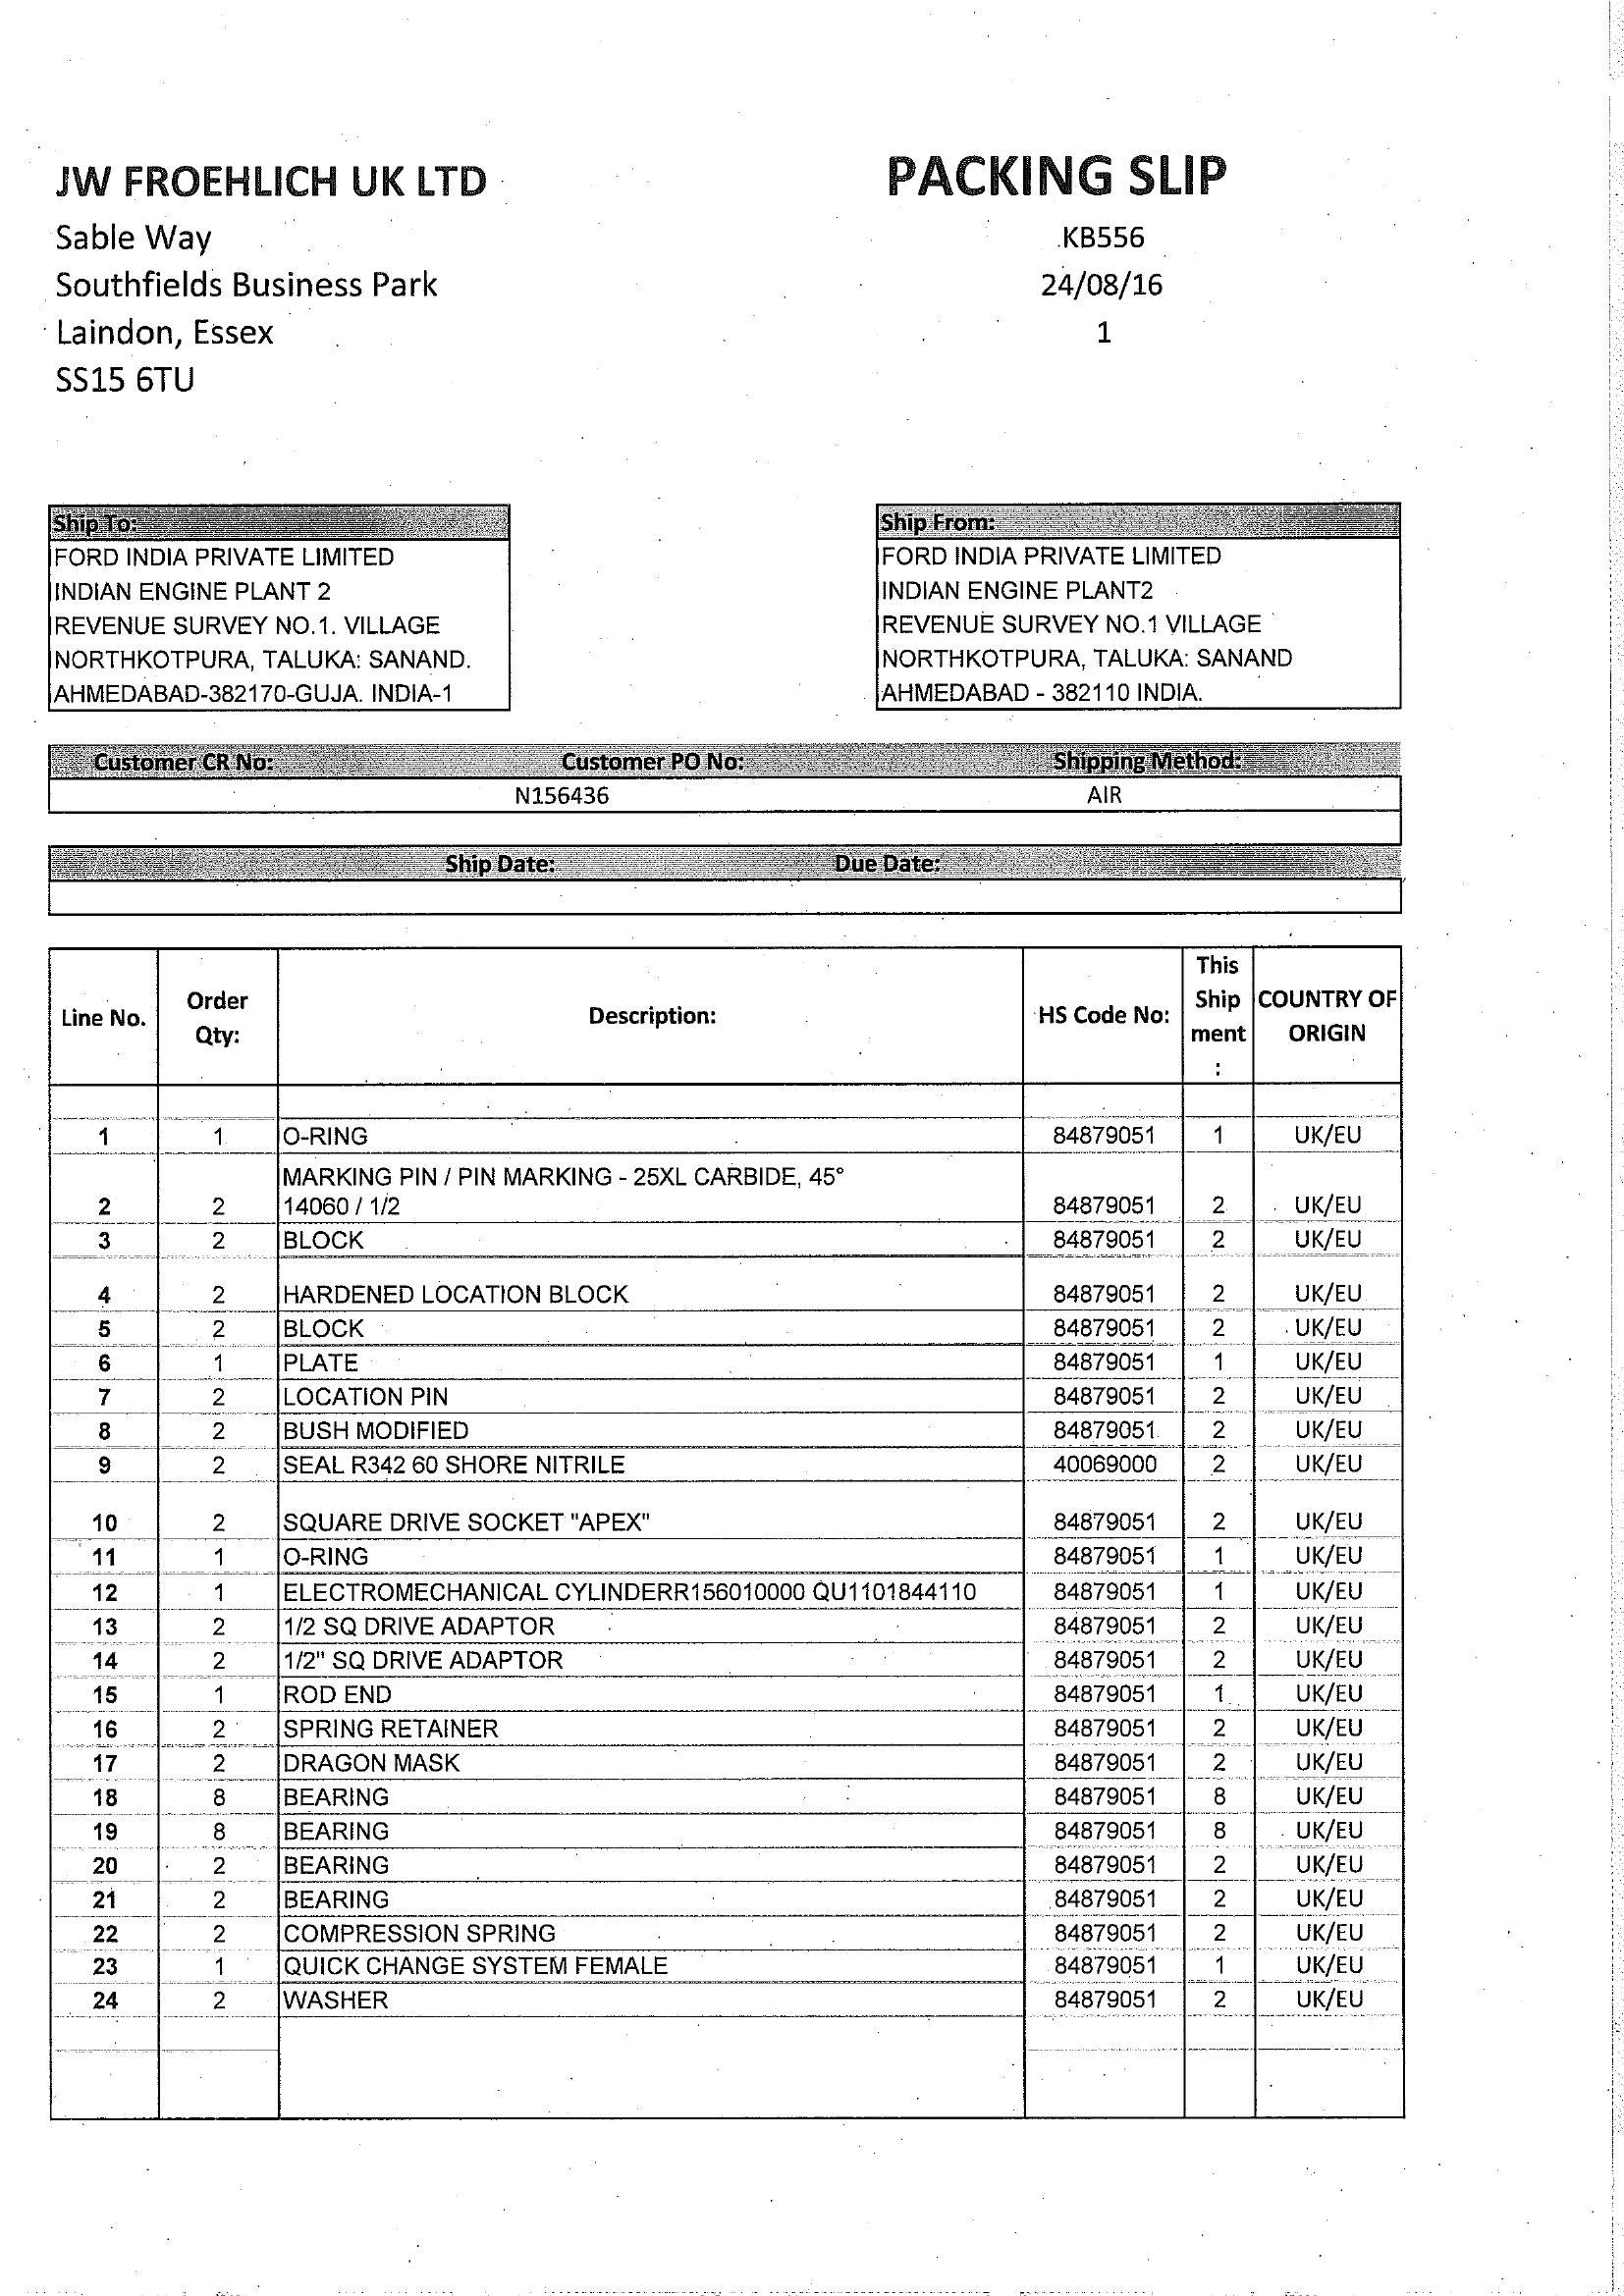 JW FROEHLICH UK LTD
PACKING SLIP
Sable Way
KB556
Southfields Business Park
24/08/16
Laindon, Essex
1
SS15 6TU
Ship To:
FORD INDIA PRIVATE LIMITED
INDIAN ENGINE PLANT 2
REVENUE SURVEY NO.1. VILLAGE
NORTHKOTPURA, TALUKA: SANAND.
AHMEDABAD-382170-GUJA. INDIA-1
Ship From:
FORD INDIA PRIVATE LIMITED
INDIAN ENGINE PLANT2
REVENUE SURVEY NO.1 VILLAGE
NORTHKOTPURA, TALUKA: SANAND
AHMEDABAD - 382110 INDIA.
Customer CR No: Customer PO No: Shipping Method:
N156436 AIR
Ship Date: Due Date:
Line No. Order Qty: Description: HS Code No: This Ship ment : COUNTRY OF ORIGIN
1 1 O-RING 84879051 1 UK/EU
MARKING PIN / PIN MARKING - 25XL CARBIDE, 45°
2 2 14060 / 1/2 84879051 2 UK/EU
3 2 BLOCK 84879051 2 UK/EU
4 2 HARDENED LOCATION BLOCK 84879051 2 UK/EU
5 2 BLOCK 84879051 2 UK/EU
6 1 PLATE 84879051 1 UK/EU
7 2 LOCATION PIN 84879051 2 UK/EU
8 2 BUSH MODIFIED 84879051 2 UK/EU
9 2 SEAL R342 60 SHORE NITRILE 40069000 2 UK/EU
10 2 SQUARE DRIVE SOCKET "APEX" 84879051 2 UK/EU
11 1 O-RING 84879051 1 UK/EU
12 1 ELECTROMECHANICAL CYLINDERR156010000 QU1101844110 84879051 1 UK/EU
13 2 1/2 SQ DRIVE ADAPTOR 84879051 2 UK/EU
14 2 1/2" SQ DRIVE ADAPTOR 84879051 2 UK/EU
15 1 ROD END 84879051 1 UK/EU
16 2 SPRING RETAINER 84879051 2 UK/EU
17 2 DRAGON MASK 84879051 2 UK/EU
18 8 BEARING 84879051 8 UK/EU
19 8 BEARING 84879051 8 UK/EU
20 2 BEARING 84879051 2 UK/EU
21 2 BEARING 84879051 2 UK/EU
22 2 COMPRESSION SPRING 84879051 2 UK/EU
23 1 QUICK CHANGE SYSTEM FEMALE 84879051 1 UK/EU
24 2 WASHER 84879051 2 UK/EU